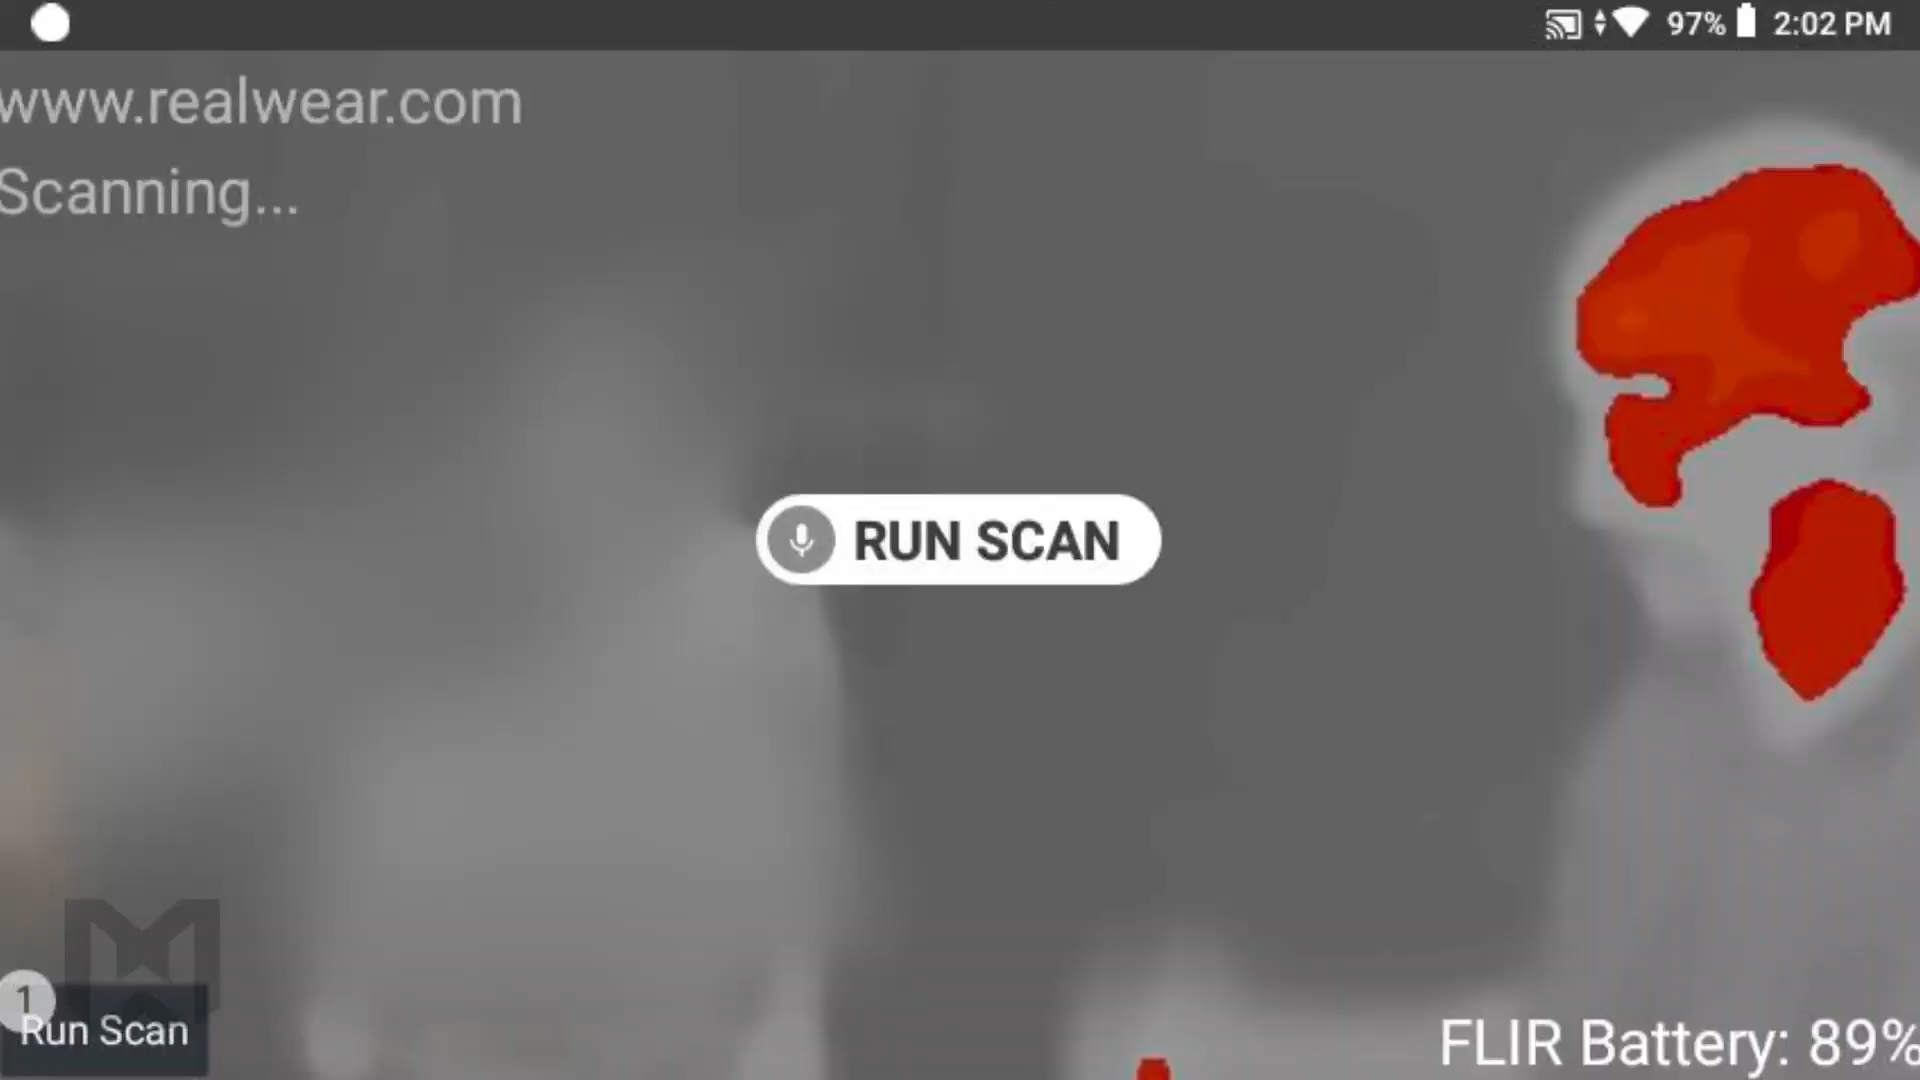 97% 2:02 PM
www.realwear.com
Scanning...
RUN SCAN
1
Run Scan
FLIR Battery: 89%